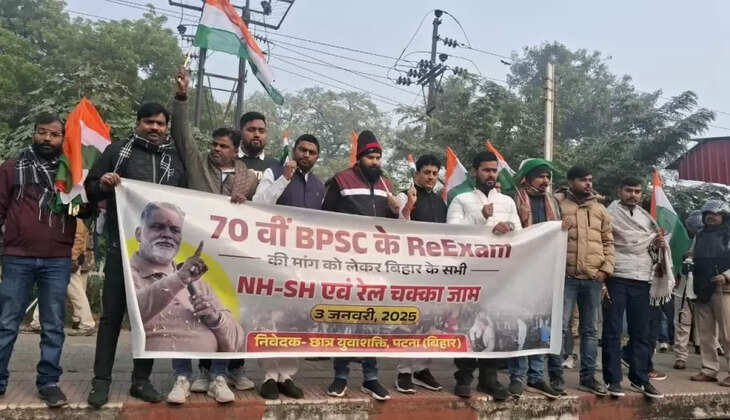 70 वीं BPSC के ReExam
की मांग को लेकर बिहार के सभी
NH-SH एवं रेल चक्का जाम
3 जनवरी, 2025
निवेदक- छात्र युवाशक्ति, पटना (बिहार)